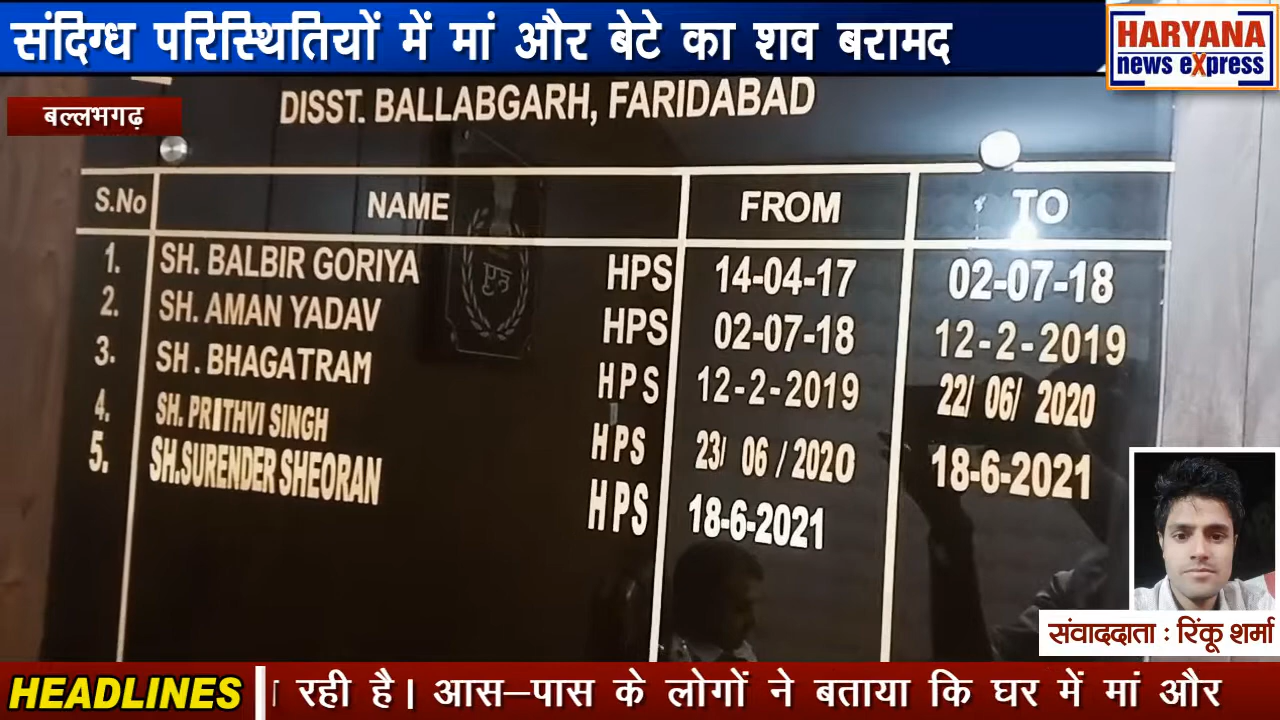 संदिग्ध परिस्थितियों में मां और बेटे का शव बरामद
HARYANA
news eXpress
बल्लभगढ़
DISST. BALLABGARH, FARIDABAD
S.No NAME FROM TO
1. SH. BALBIR GORIYA HPS 14-04-17 02-07-18
2. SH. AMAN YADAV HPS 02-07-18 12-2-2019
3. SH. BHAGATRAM HPS 12-2-2019 22/ 06/ 2020
4. SH. PRITHVI SINGH HPS 23/ 06 / 2020 18-6-2021
5. SH.SURENDER SHEORAN HPS 18-6-2021
संवाददाता : रिंकू शर्मा
HEADLINES रही है। आस–पास के लोगों ने बताया कि घर में मां और